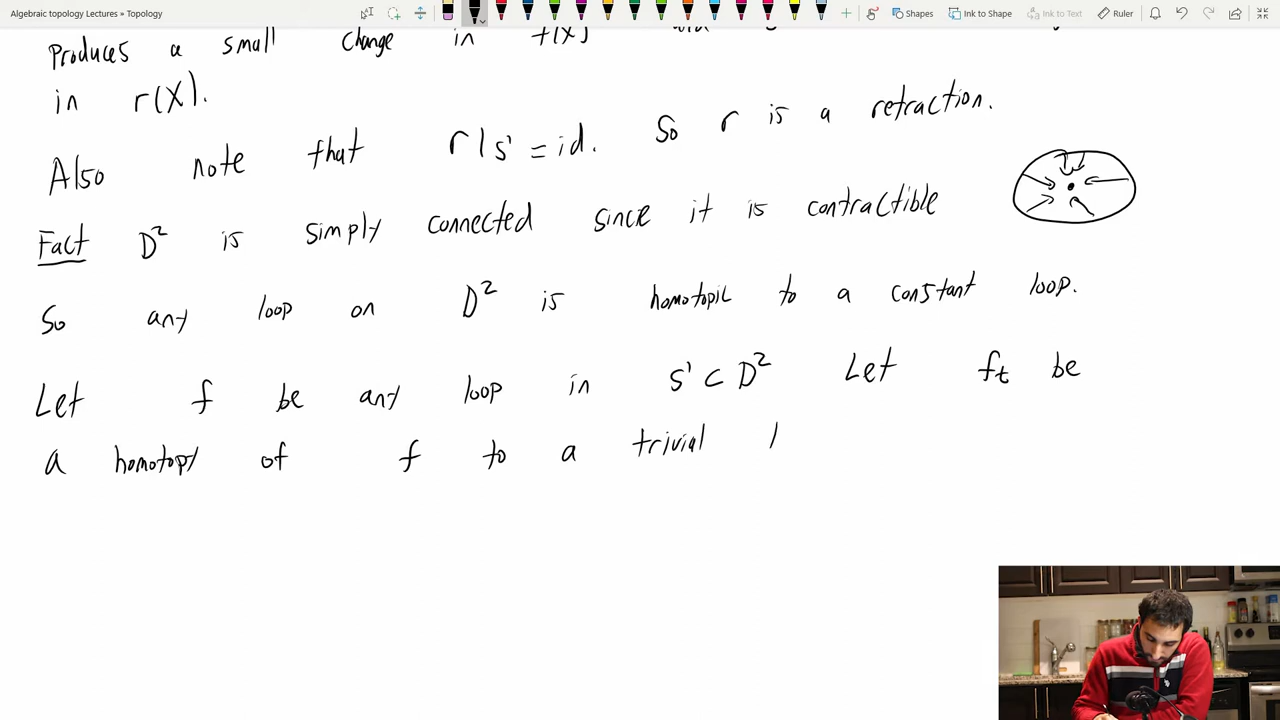 Algebraic topology Lectures » Topology
Shapes Ink to Shape Ink to Text Ruler
Produces a small change in f(x)
in r(X).
Also note that r|s¹ = id. So r is a retraction.
Fact D² is simply connected since it is contractible
So any loop on D² is homotopic to a constant loop.
Let f be any loop in S¹ ⊂ D² Let fₜ be
a homotopy of f to a trivial l